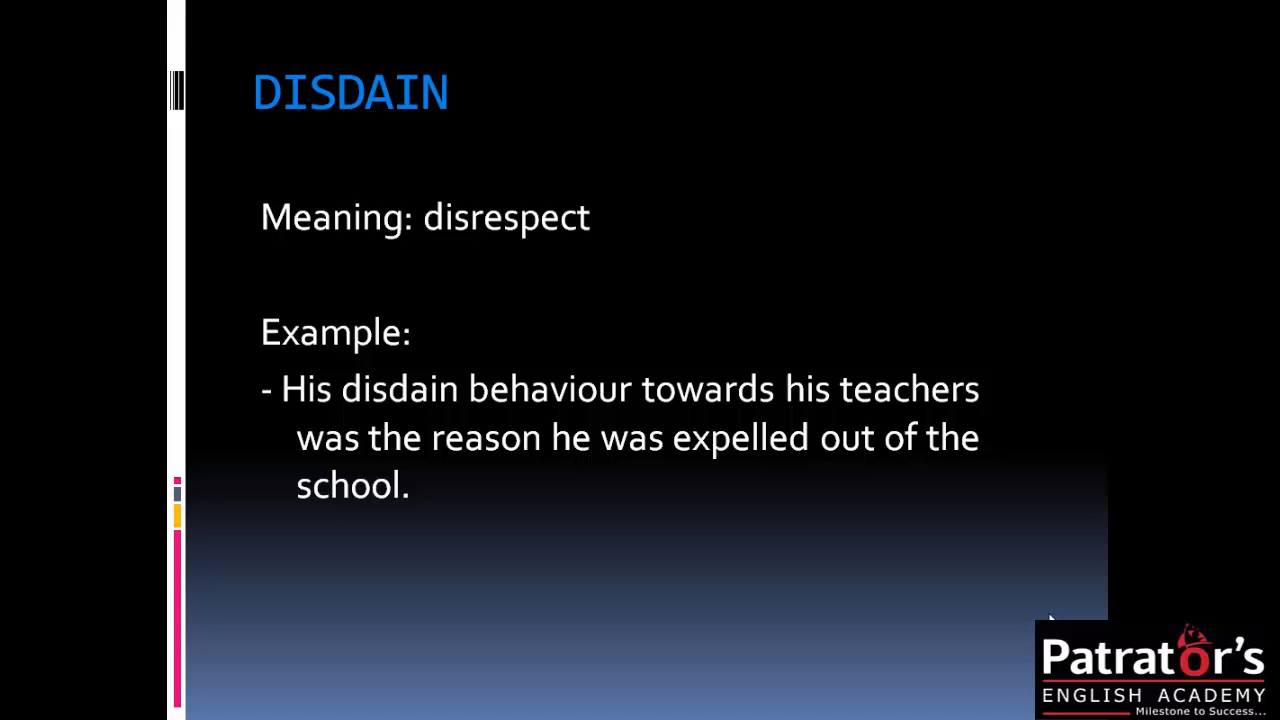 DISDAIN
Meaning: disrespect
Example:
- His disdain behaviour towards his teachers
was the reason he was expelled out of the
school.
Patrator's
ENGLISH ACADEMY
Milestone to Success...